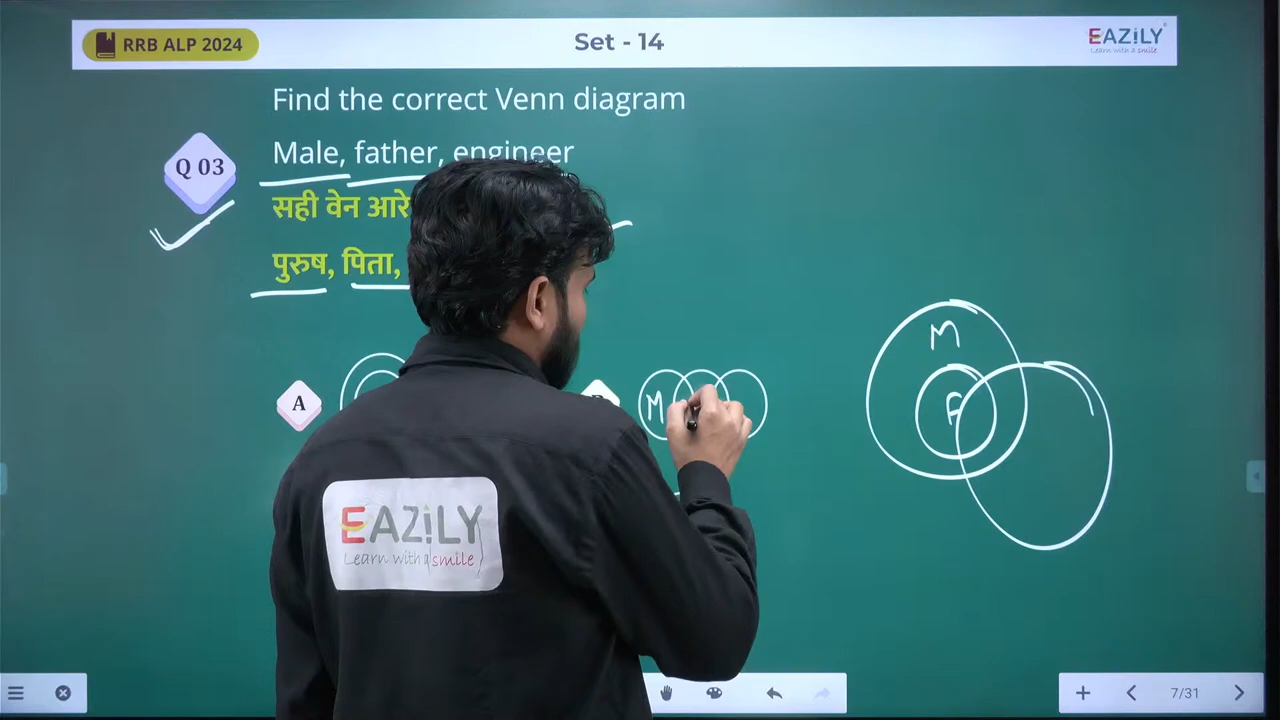 RRB ALP 2024
Set - 14
EAZILY
Learn with a smile
Find the correct Venn diagram
Q 03
Male, father, engineer
सही वेन आरे
पुरुष, पिता,
M
F
A
M
EAZILY
Learn with a smile
7/31